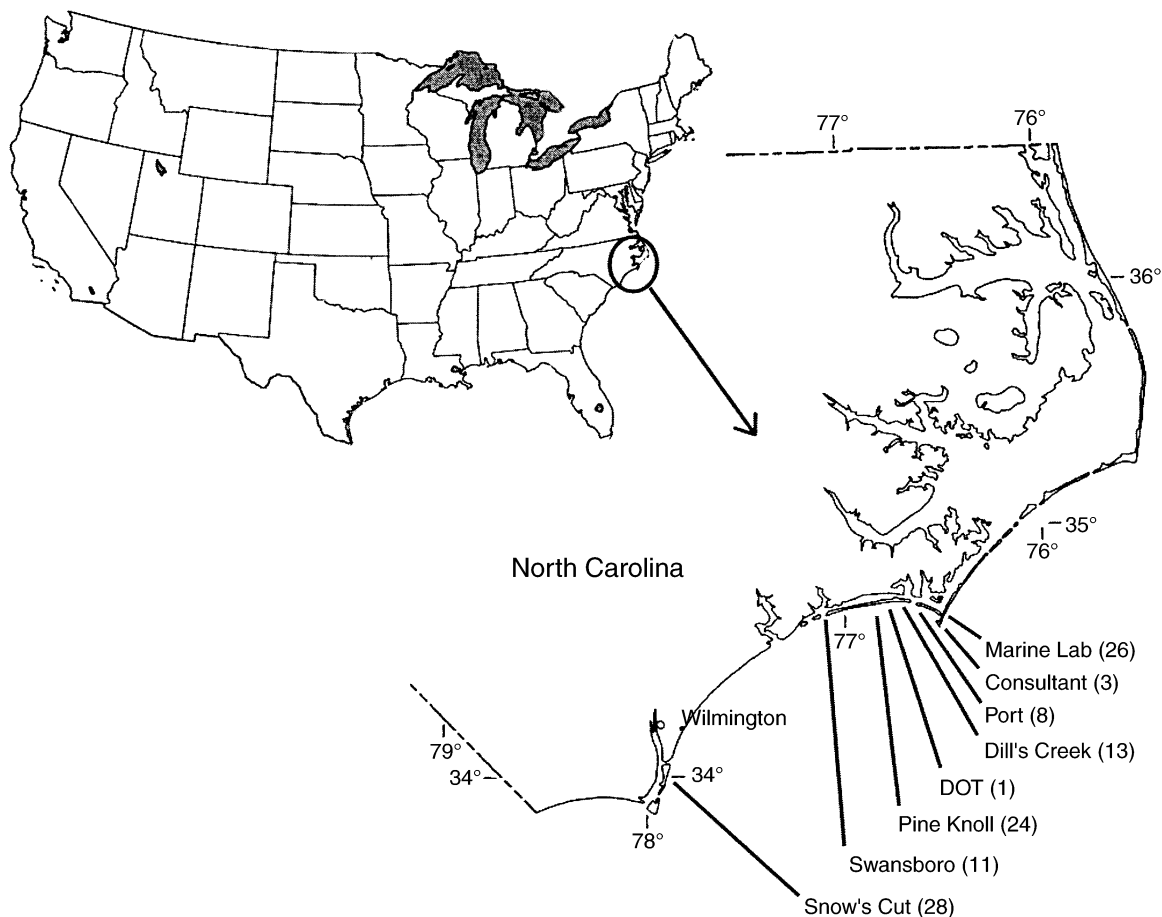 77°
76°
36°
35°
76°
North Carolina
77°
Marine Lab (26)
Consultant (3)
Port (8)
Wilmington
Dill's Creek (13)
79°
34°
34°
DOT (1)
Pine Knoll (24)
78°
Swansboro (11)
Snow's Cut (28)